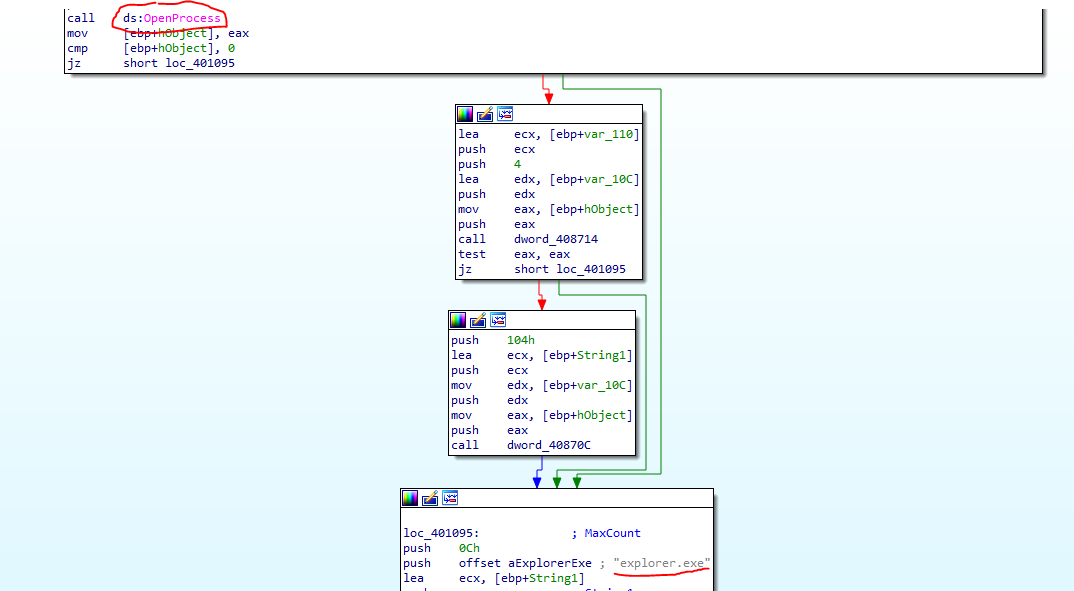 call ds:OpenProcess
mov [ebp+hObject], eax
cmp [ebp+hObject], 0
jz short loc_401095
lea ecx, [ebp+var_110]
push ecx
push 4
lea edx, [ebp+var_10C]
push edx
mov eax, [ebp+hObject]
push eax
call dword_408714
test eax, eax
jz short loc_401095
push 104h
lea ecx, [ebp+String1]
push ecx
mov edx, [ebp+var_10C]
push edx
mov eax, [ebp+hObject]
push eax
call dword_40870C
loc_401095: ; MaxCount
push 0Ch
push offset aExplorerExe ; "explorer.exe"
lea ecx, [ebp+String1]